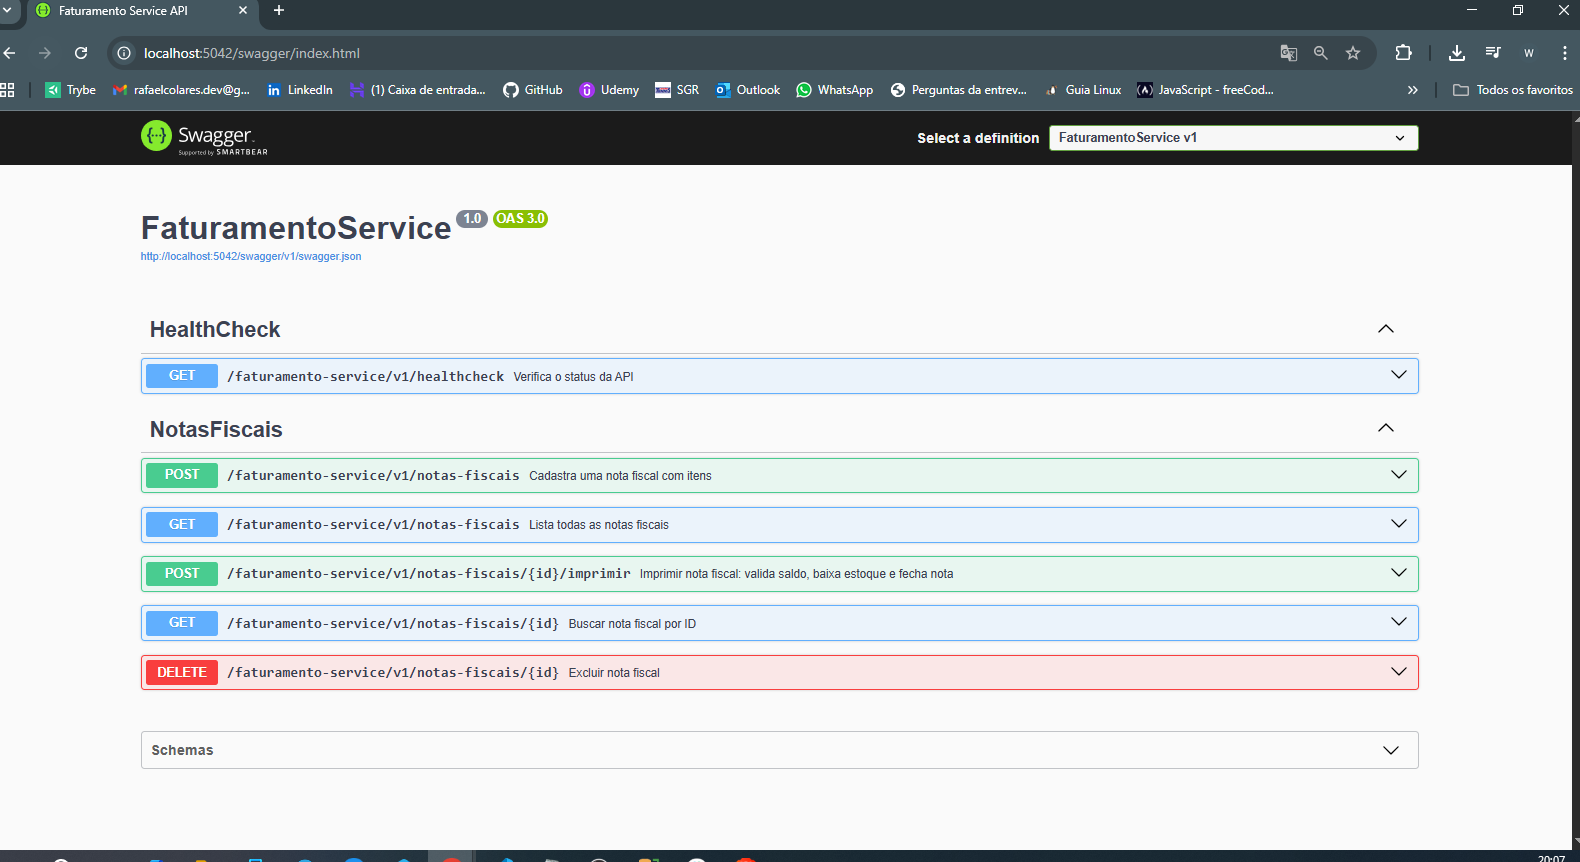 Faturamento Service API
localhost:5042/swagger/index.html
W
Trybe
rafaelcolares.dev@g...
LinkedIn
(1) Caixa de entrada...
GitHub
Udemy
SGR
Outlook
WhatsApp
Perguntas da entrev...
Guia Linux
JavaScript - freeCod...
Todos os favoritos
Swagger
Supported by SMARTBEAR
Select a definition
FaturamentoService v1
FaturamentoService 1.0 OAS 3.0
http://localhost:5042/swagger/v1/swagger.json
HealthCheck
GET /faturamento-service/v1/healthcheck Verifica o status da API
NotasFiscais
POST /faturamento-service/v1/notas-fiscais Cadastra uma nota fiscal com itens
GET /faturamento-service/v1/notas-fiscais Lista todas as notas fiscais
POST /faturamento-service/v1/notas-fiscais/{id}/imprimir Imprimir nota fiscal: valida saldo, baixa estoque e fecha nota
GET /faturamento-service/v1/notas-fiscais/{id} Buscar nota fiscal por ID
DELETE /faturamento-service/v1/notas-fiscais/{id} Excluir nota fiscal
Schemas
20:07